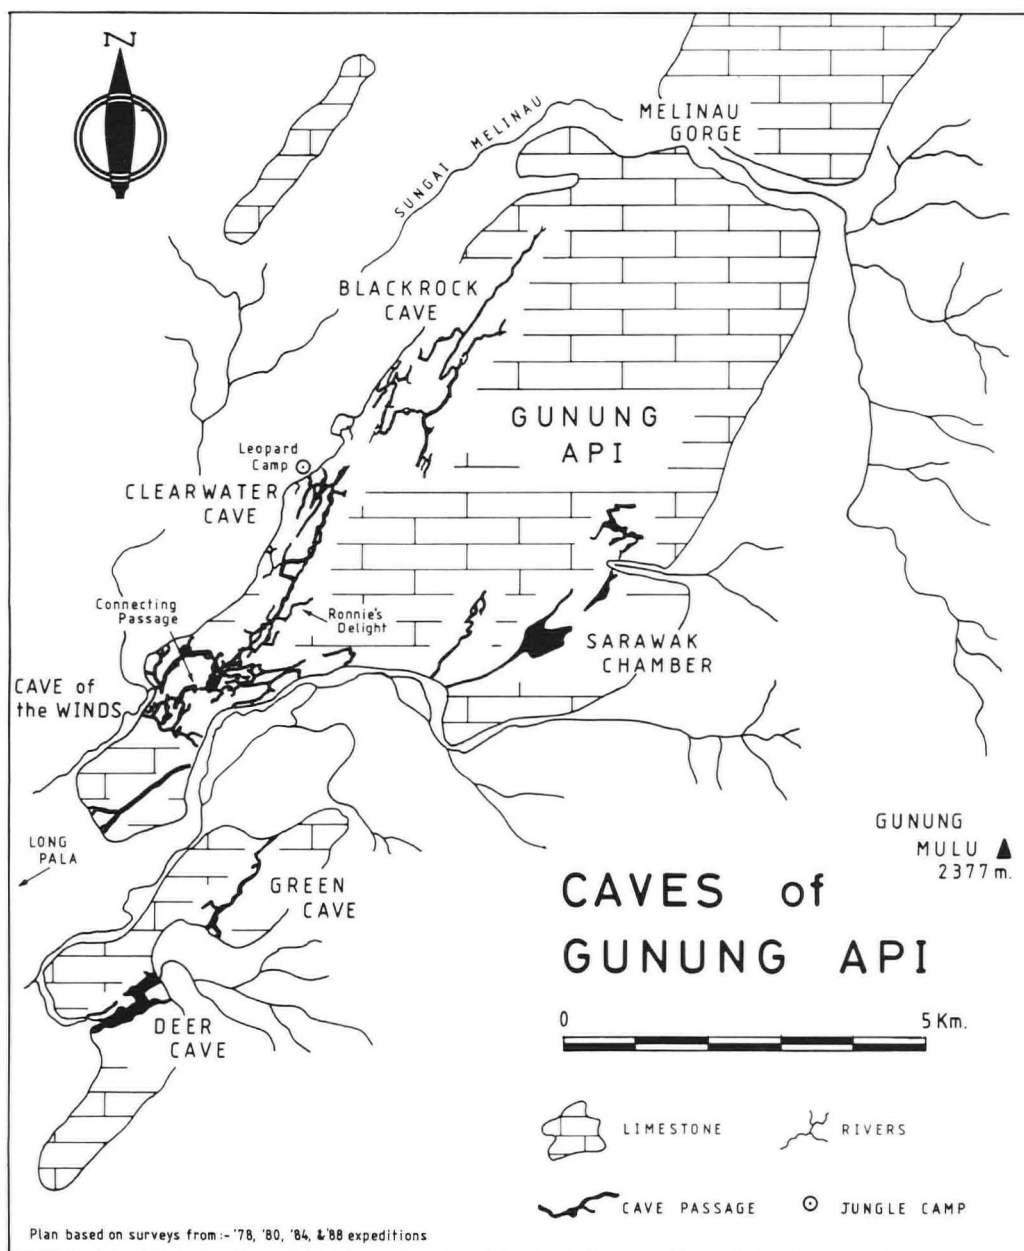 N
SUNGAI MELINAU
MELINAU
GORGE
BLACKROCK
CAVE
GUNUNG
API
Leopard
Camp
CLEARWATER
CAVE
Connecting
Passage
Ronnie's
Delight
SARAWAK
CHAMBER
CAVE of
the WINDS
LONG
PALA
GREEN
CAVE
GUNUNG
MULU
2377 m.
CAVES of
GUNUNG API
0 5 Km.
DEER
CAVE
LIMESTONE
RIVERS
CAVE PASSAGE
JUNGLE CAMP
Plan based on surveys from :- '78, '80, '84, & '88 expeditions